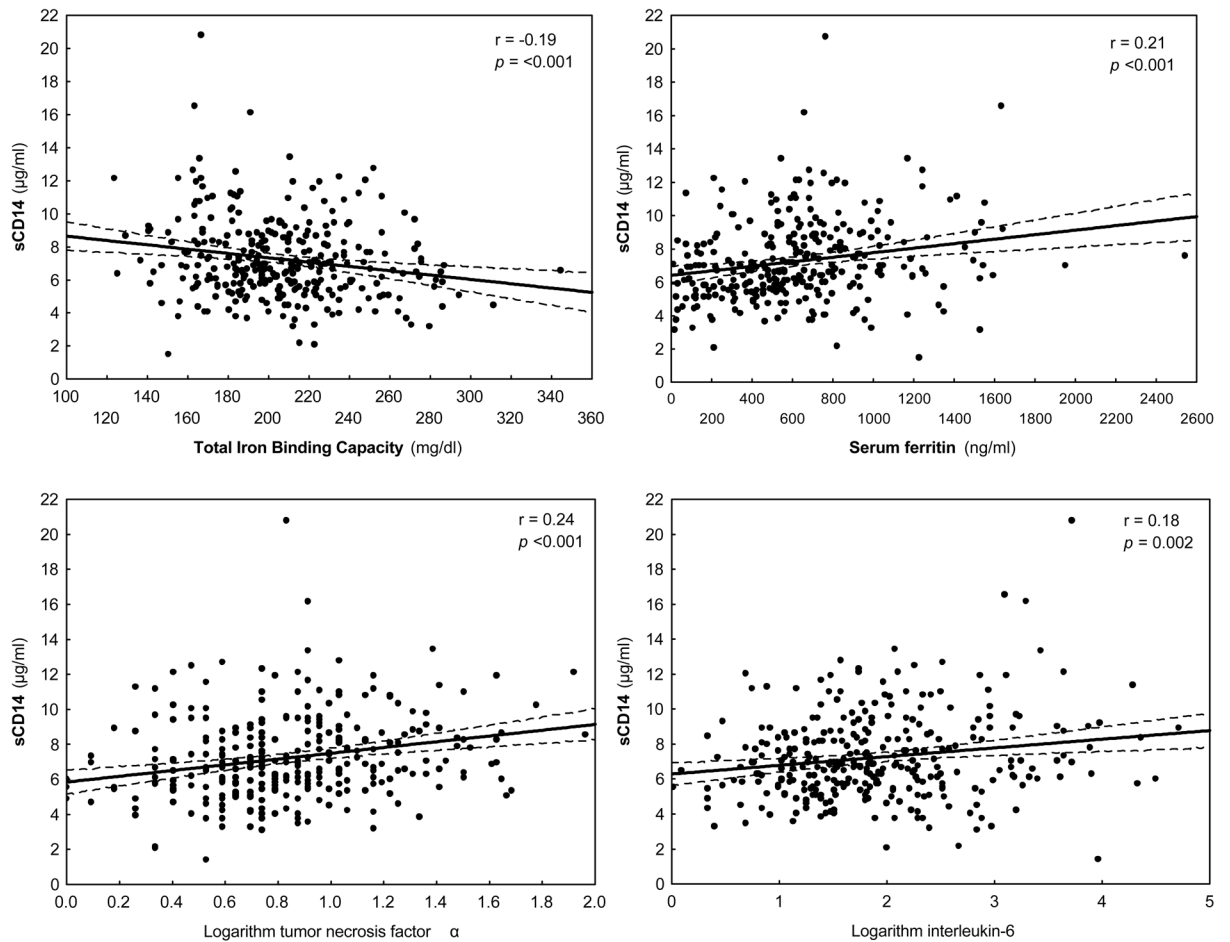 22
20
18
16
14
12
10
8
6
4
2
0
sCD14 (µg/ml)
r = -0.19
p = <0.001
100 140 180 220 260 300 340
120 160 200 240 280 320 360
Total Iron Binding Capacity (mg/dl)
22
20
18
16
14
12
10
8
6
4
2
0
sCD14 (µg/ml)
r = 0.21
p <0.001
0 400 800 1200 1600 2000 2400
200 600 1000 1400 1800 2200 2600
Serum ferritin (ng/ml)
22
20
18
16
14
12
10
8
6
4
2
0
sCD14 (µg/ml)
r = 0.24
p <0.001
0.0 0.2 0.4 0.6 0.8 1.0 1.2 1.4 1.6 1.8 2.0
Logarithm tumor necrosis factor α
22
20
18
16
14
12
10
8
6
4
2
0
sCD14 (µg/ml)
r = 0.18
p = 0.002
0 1 2 3 4 5
Logarithm interleukin-6